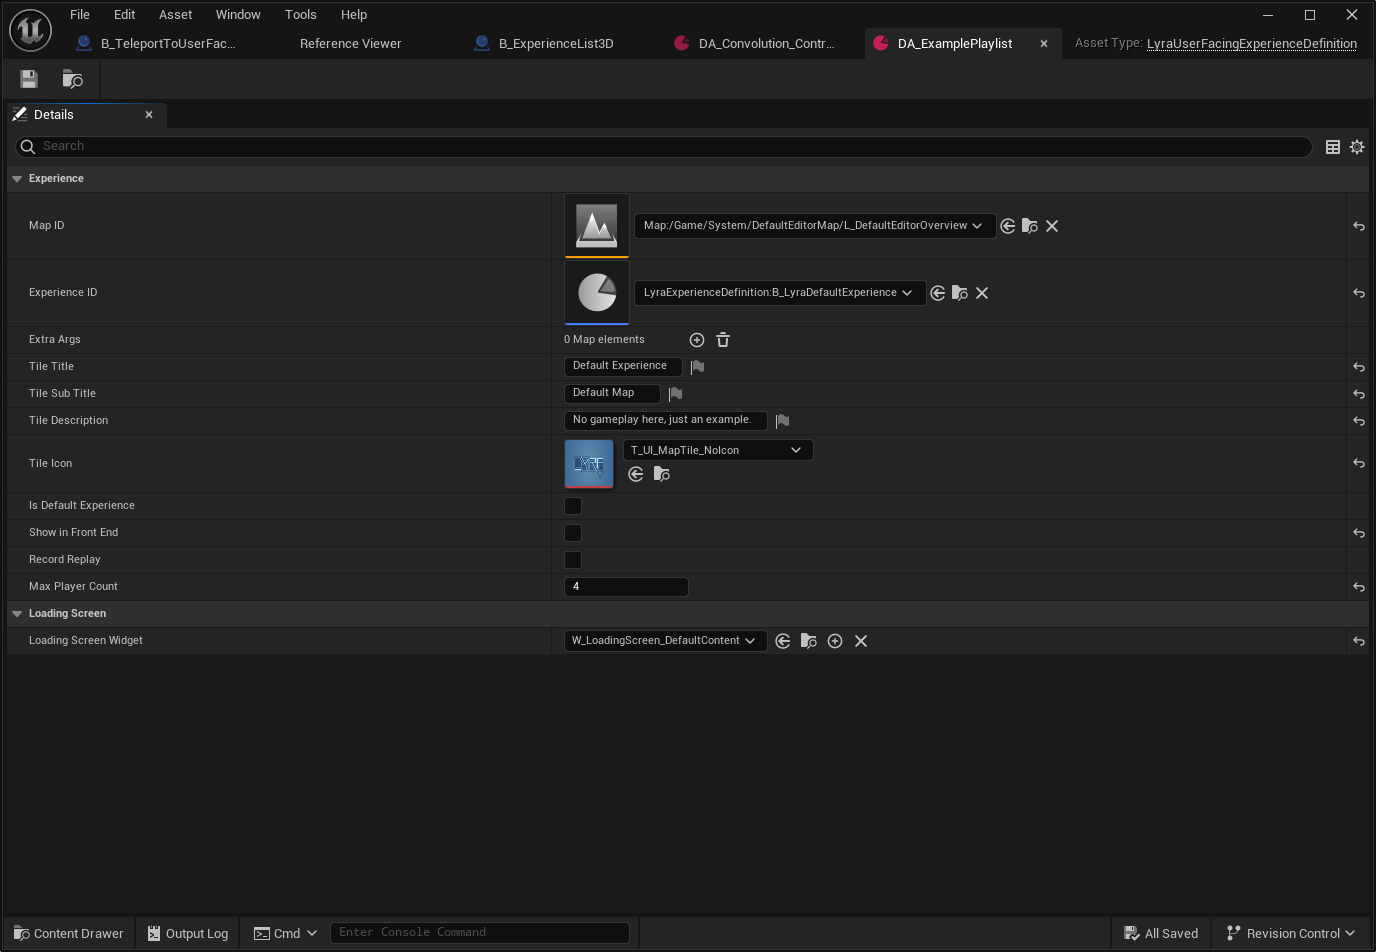 File Edit Asset Window Tools Help
B_TeleportToUserFac... Reference Viewer B_ExperienceList3D DA_Convolution_Contr... DA_ExamplePlaylist Asset Type: LyraUserFacingExperienceDefinition
Details
Search
Experience
Map ID Map:/Game/System/DefaultEditorMap/L_DefaultEditorOverview
Experience ID LyraExperienceDefinition:B_LyraDefaultExperience
Extra Args 0 Map elements
Tile Title Default Experience
Tile Sub Title Default Map
Tile Description No gameplay here, just an example.
Tile Icon T_UI_MapTile_NoIcon
Is Default Experience
Show in Front End
Record Replay
Max Player Count 4
Loading Screen
Loading Screen Widget W_LoadingScreen_DefaultContent
Content Drawer Output Log Cmd Enter Console Command All Saved Revision Control